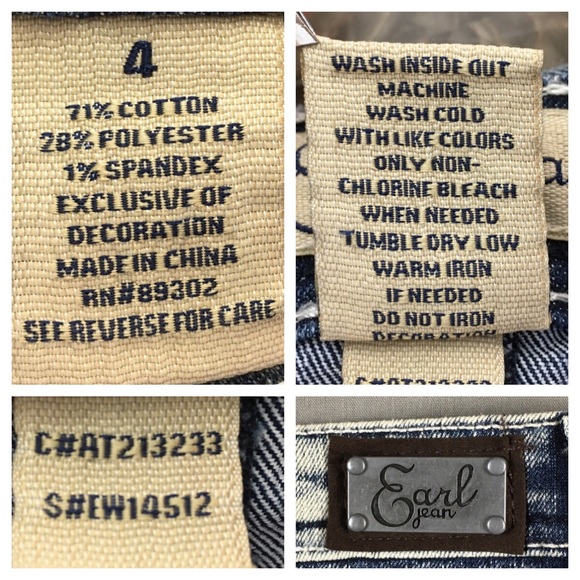 4
71% COTTON
28% POLYESTER
1% SPANDEX
EXCLUSIVE OF
DECORATION
MADE IN CHINA
RN#89302
SEE REVERSE FOR CARE
WASH INSIDE OUT
MACHINE
WASH COLD
WITH LIKE COLORS
ONLY NON-
CHLORINE BLEACH
WHEN NEEDED
TUMBLE DRY LOW
WARM IRON
IF NEEDED
DO NOT IRON
DECORATION
C#AT213233
C#AT213233
S#EW14512
Earl
jean